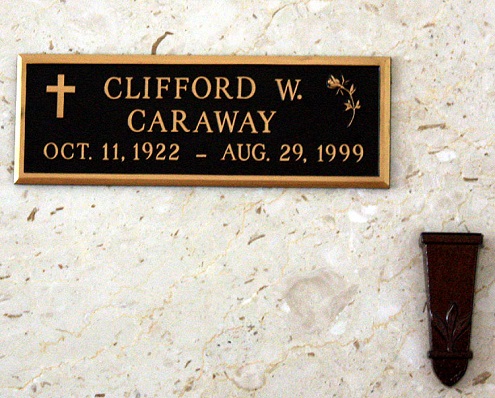 CLIFFORD W.
CARAWAY
OCT. 11, 1922 – AUG. 29, 1999